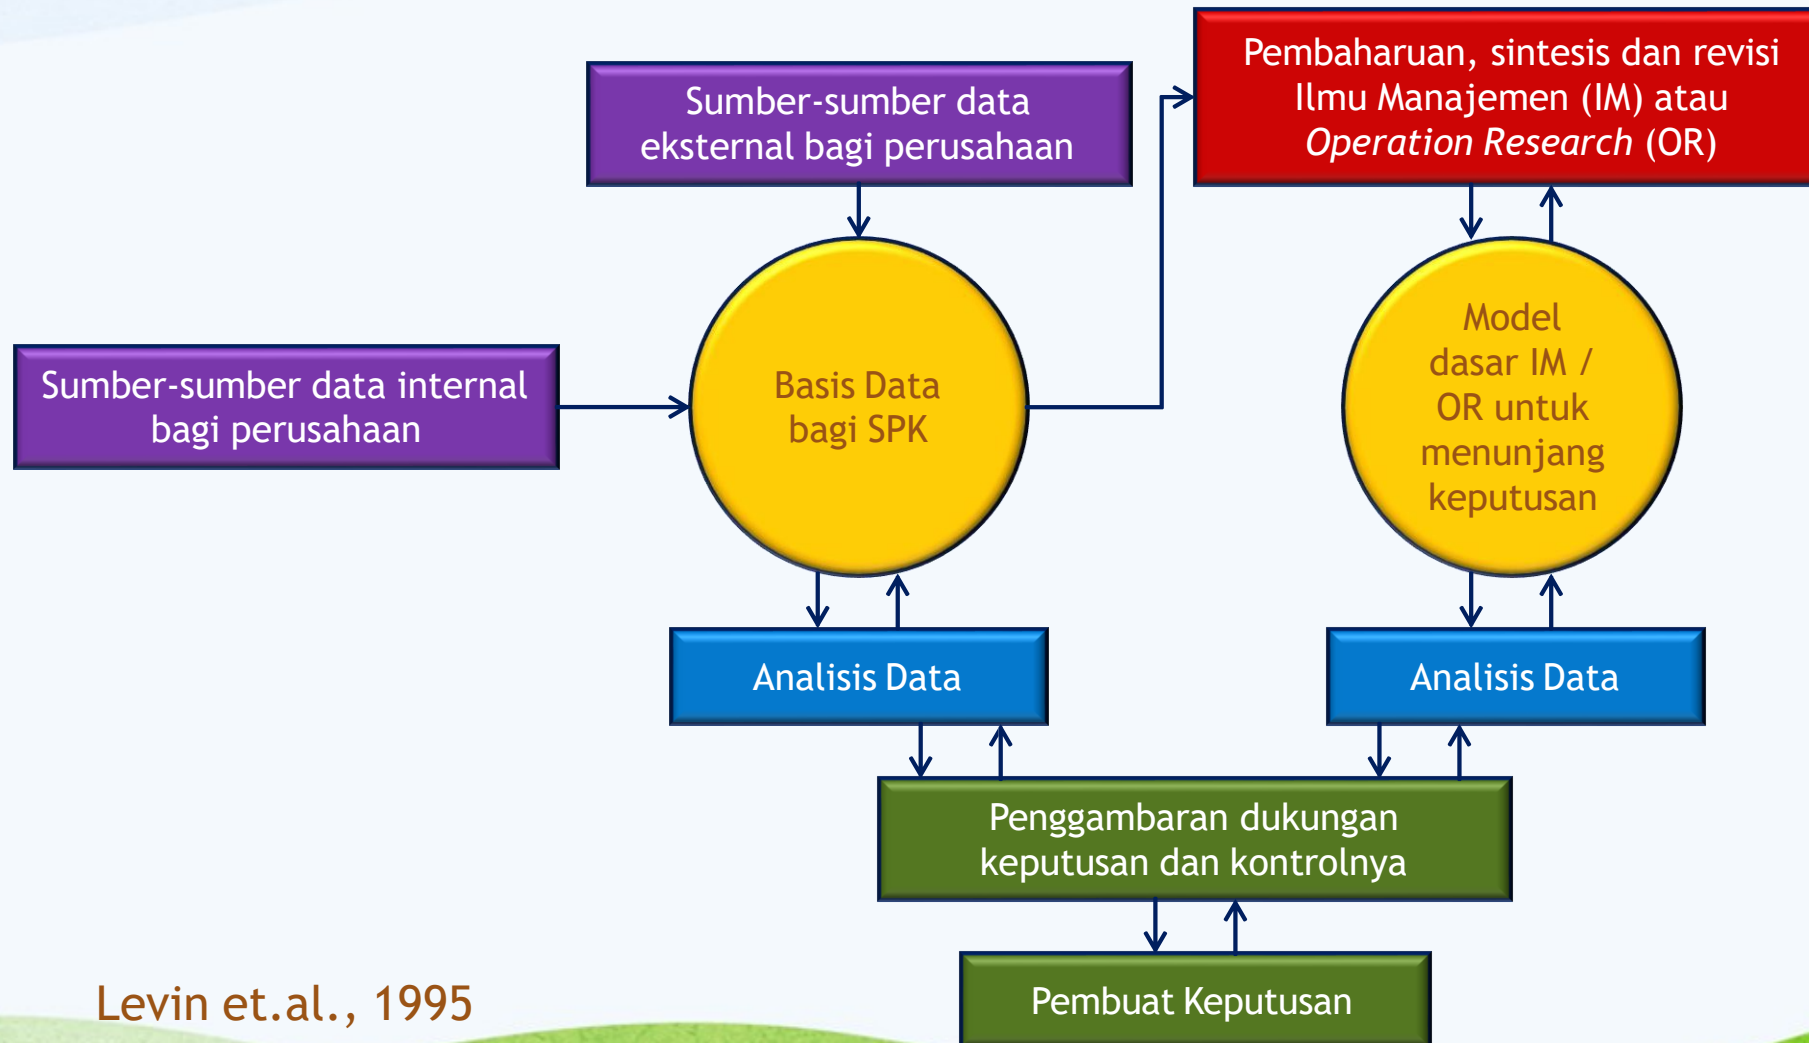 Pembaharuan, sintesis dan revisi
Ilmu Manajemen (IM) atau
Operation Research (OR)
Sumber-sumber data
eksternal bagi perusahaan
Sumber-sumber data internal
bagi perusahaan
Basis Data
bagi SPK
Model
dasar IM /
OR untuk
menunjang
keputusan
Analisis Data
Analisis Data
Penggambaran dukungan
keputusan dan kontrolnya
Pembuat Keputusan
Levin et.al., 1995